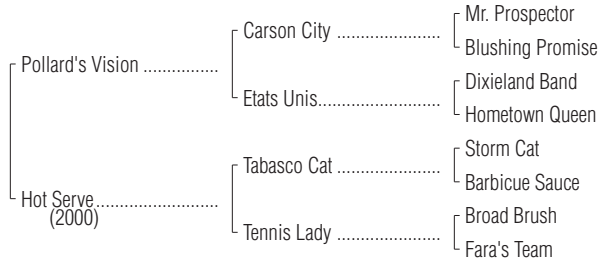 Mr. Prospector
Carson City ..................
Blushing Promise
Pollard's Vision ...............
Dixieland Band
Etats Unis.....................
Hometown Queen
Storm Cat
Tabasco Cat ..................
Barbicue Sauce
Hot Serve........................
(2000)
Broad Brush
Tennis Lady ..................
Fara's Team